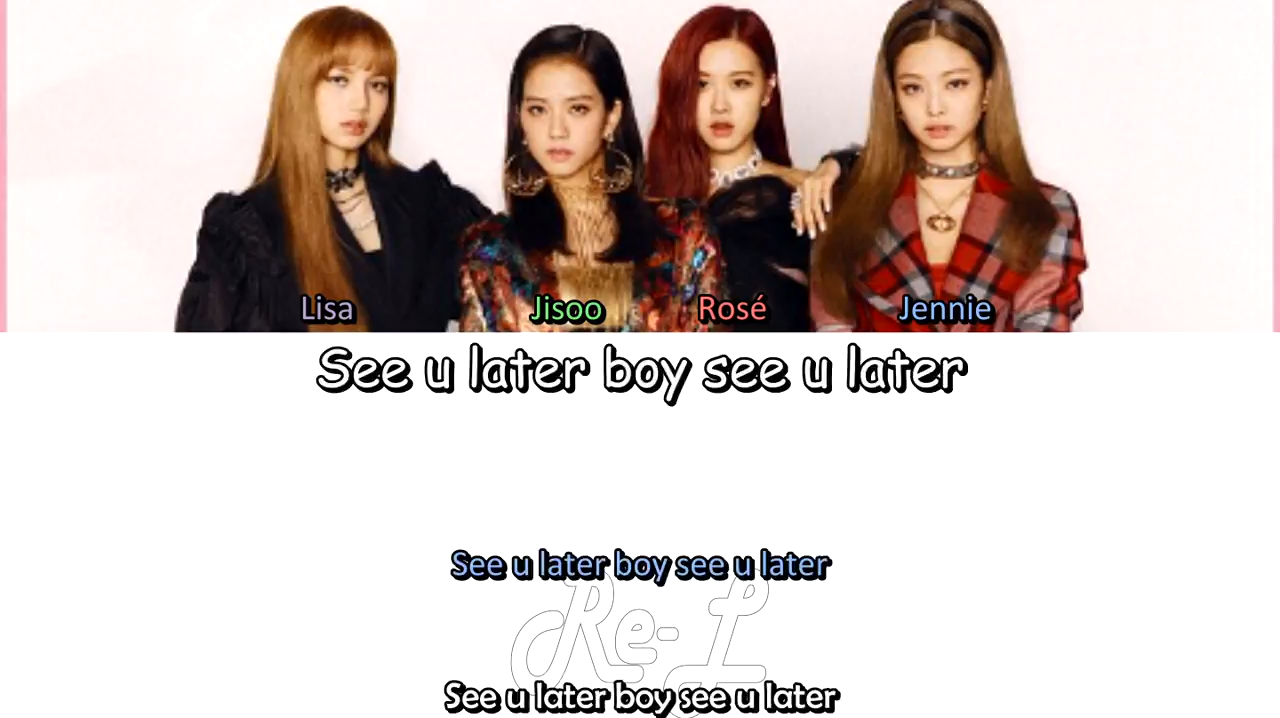 Lisa Jisoo Rosé Jennie
See u later boy see u later
See u later boy see u later
Re-L
See u later boy see u later